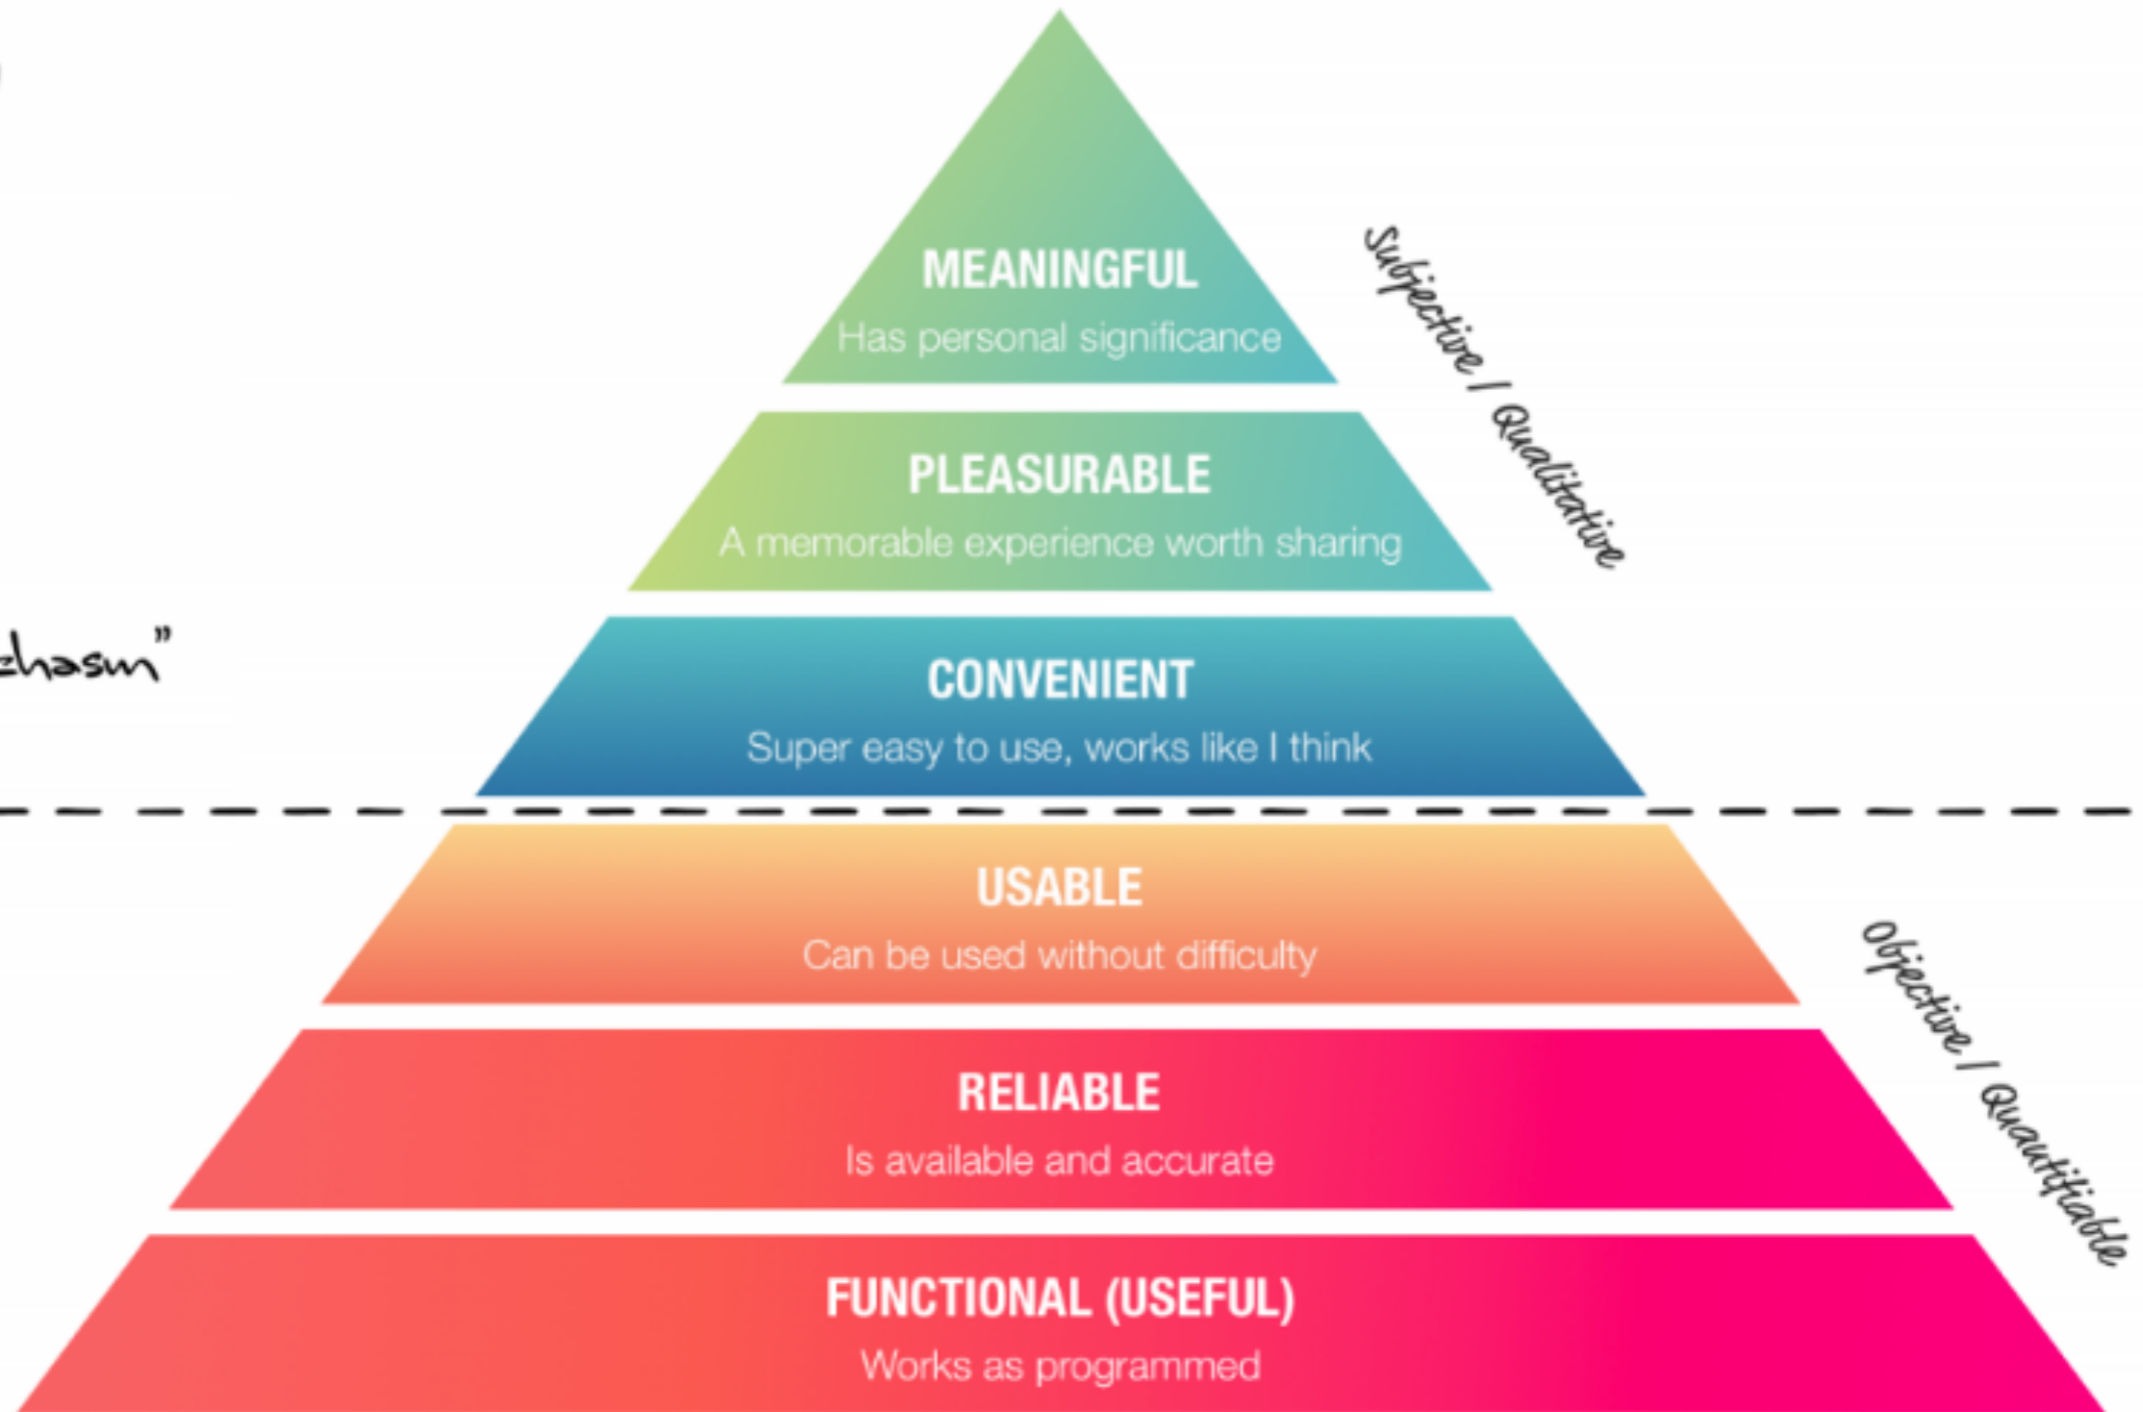 MEANINGFUL
Has personal significance
Subjective / Qualitative
PLEASURABLE
A memorable experience worth sharing
chasm”
CONVENIENT
Super easy to use, works like I think
USABLE
Can be used without difficulty
Objective / Quantifiable
RELIABLE
Is available and accurate
FUNCTIONAL (USEFUL)
Works as programmed